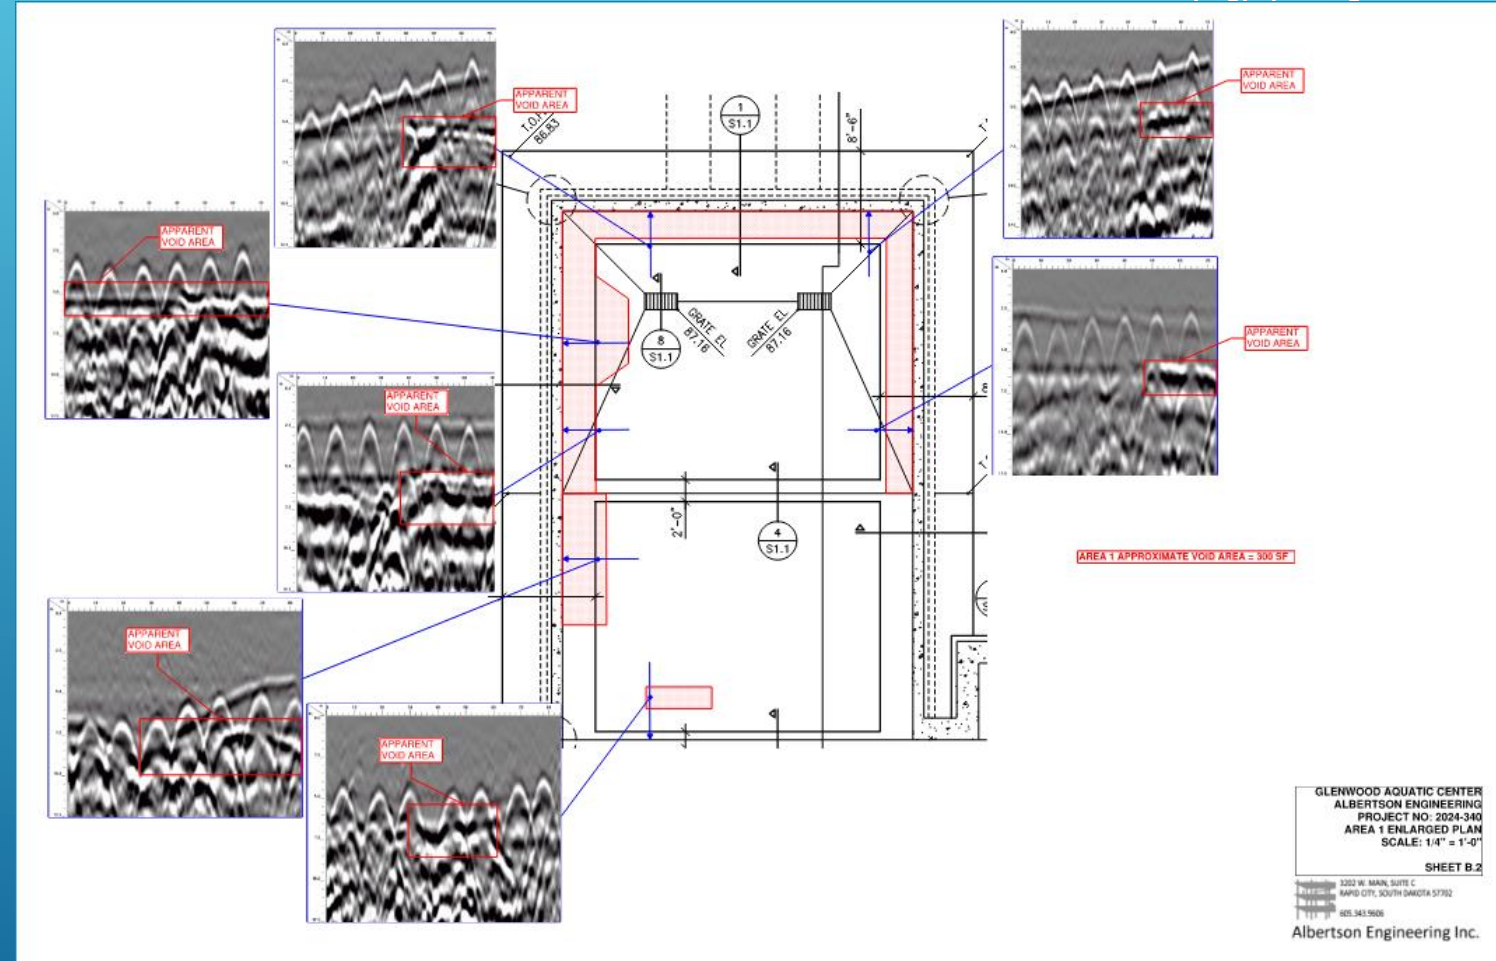 APPARENT
VOID AREA
APPARENT
VOID AREA
APPARENT
VOID AREA
APPARENT
VOID AREA
APPARENT
VOID AREA
APPARENT
VOID AREA
APPARENT
VOID AREA
APPARENT
VOID AREA
86.83
1
S1.1
8'-6"
GRATE EL
87.16
GRATE EL
87.16
8
S1.1
2'-0"
4
S1.1
AREA 1 APPROXIMATE VOID AREA = 300 SF
GLENWOOD AQUATIC CENTER
ALBERTSON ENGINEERING
PROJECT NO: 2024-340
AREA 1 ENLARGED PLAN
SCALE: 1/4" = 1'-0"
SHEET B.2
3202 W. MAIN, SUITE C
RAPID CITY, SOUTH DAKOTA 57702
605.343.9606
Albertson Engineering Inc.